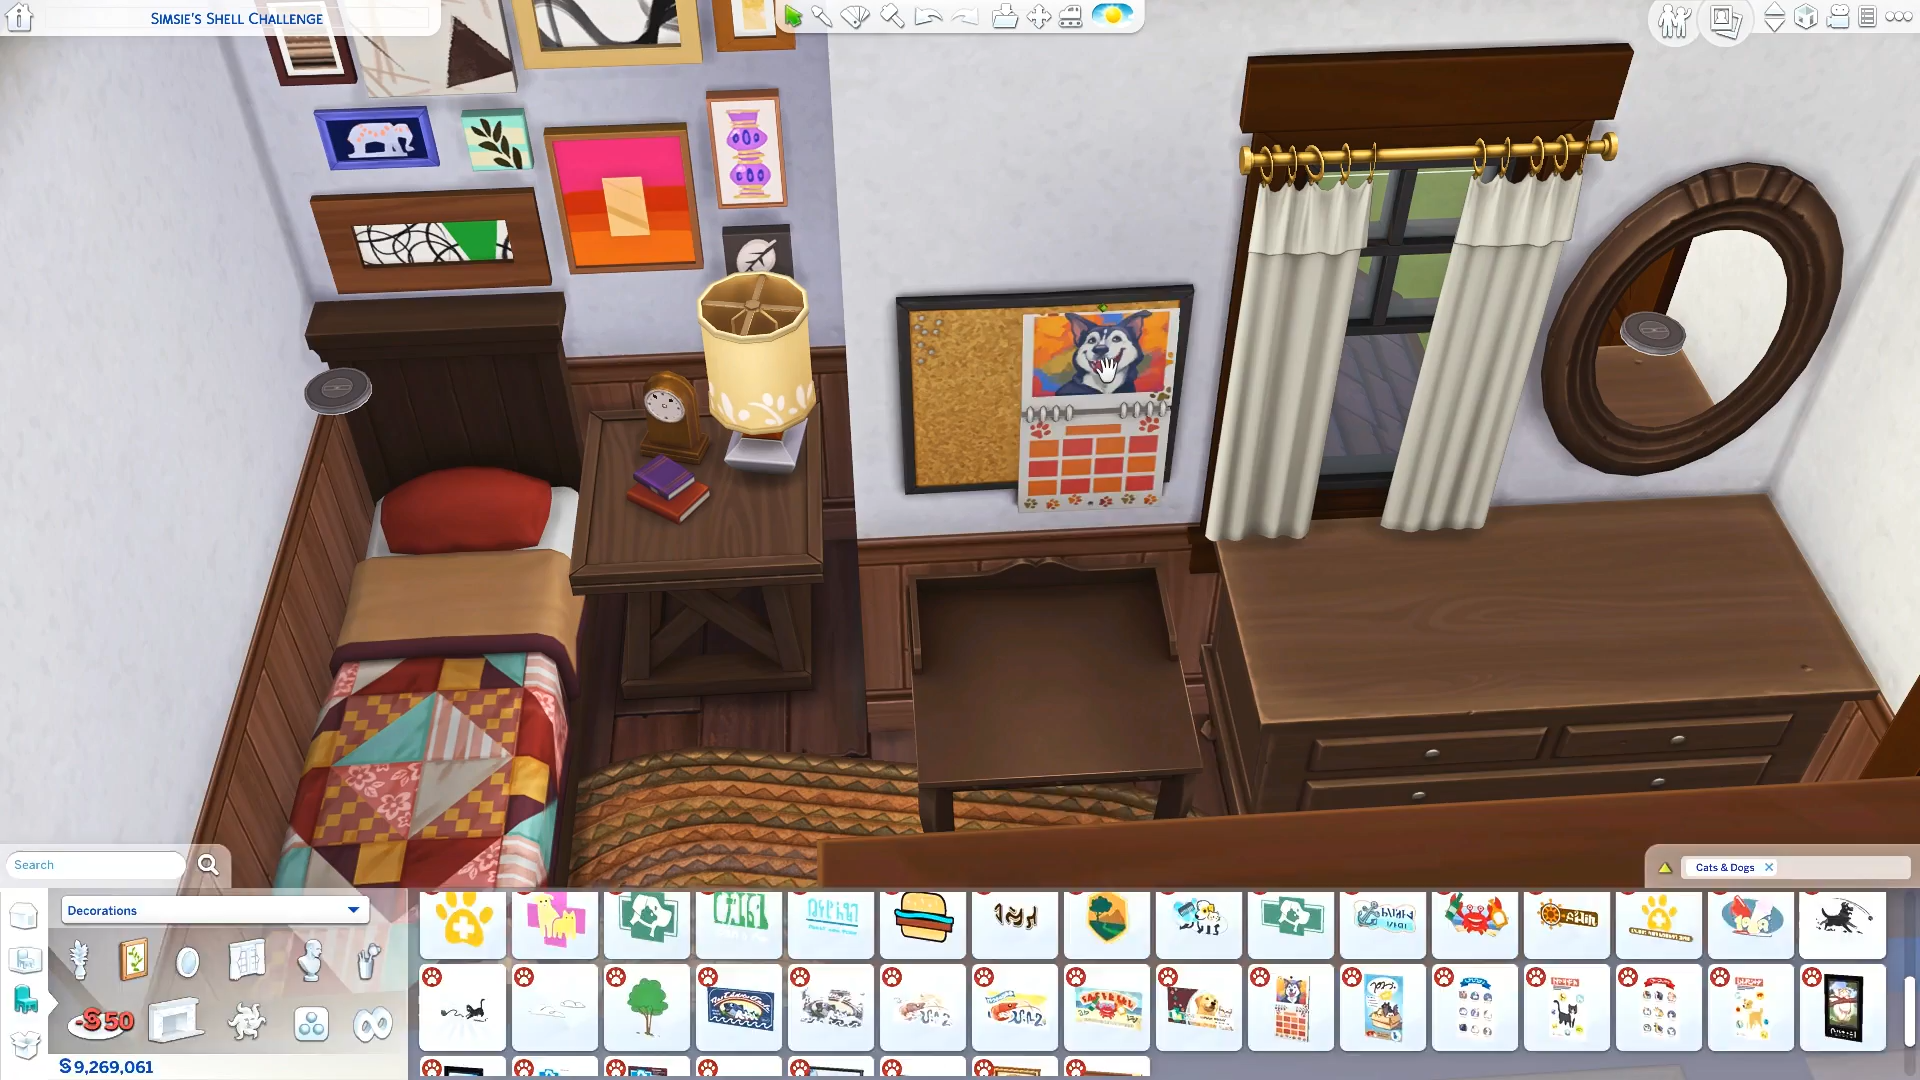 Simsie's Shell Challenge
Search
Cats & Dogs
Decorations
-§50
§9,269,061